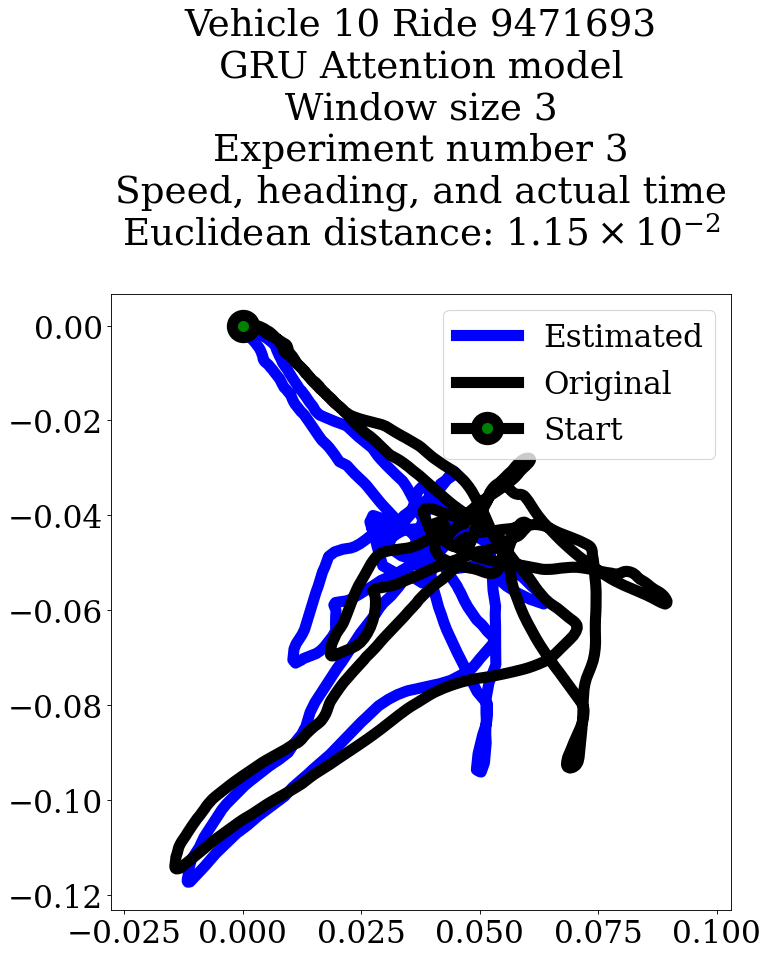 Vehicle 10 Ride 9471693
GRU Attention model
Window size 3
Experiment number 3
Speed, heading, and actual time
Euclidean distance: 1.15 × 10⁻²
Estimated
Original
Start
0.00
−0.02
−0.04
−0.06
−0.08
−0.10
−0.12
−0.025 0.000 0.025 0.050 0.075 0.100